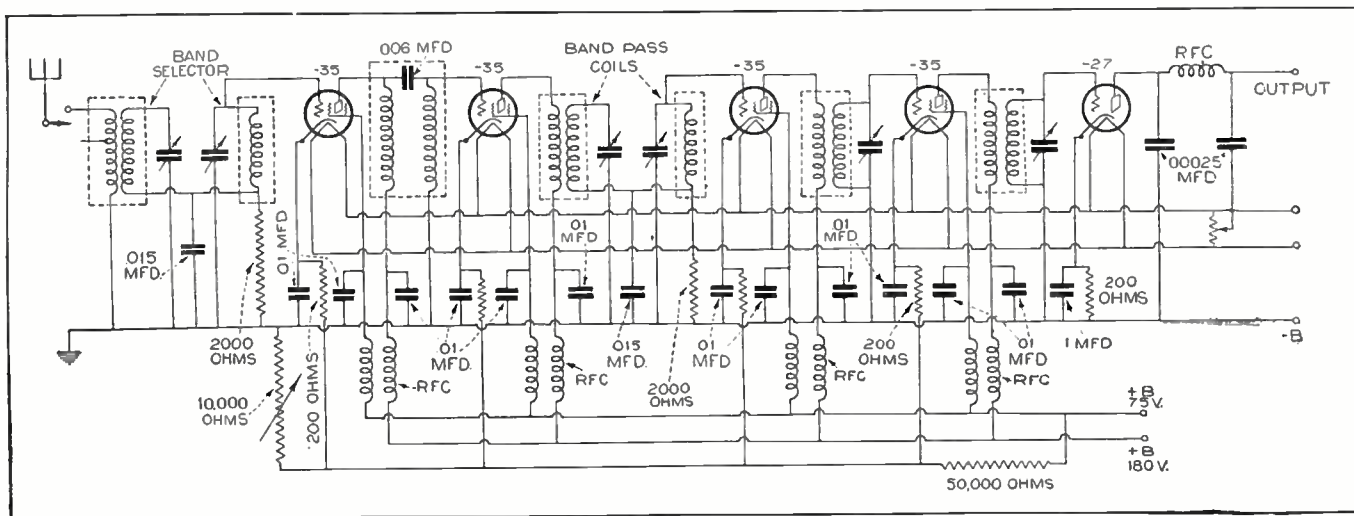 BAND
SELECTOR
-35
006 MFD
-35
BAND PASS
COILS
-35
-35
-27
RFC
OUTPUT
.00025
MFD
015
MFD.
01 MFD
01
MFD
01
MFD
200
OHMS
2000
OHMS
10,000
OHMS
200 OHMS
RFC
01
MFD.
RFC
015
MFD.
2000
OHMS
01
MFD
RFC
200
OHMS
01
MFD
RFC
1 MFD
-B
+B
75V.
+B
180V.
50,000 OHMS